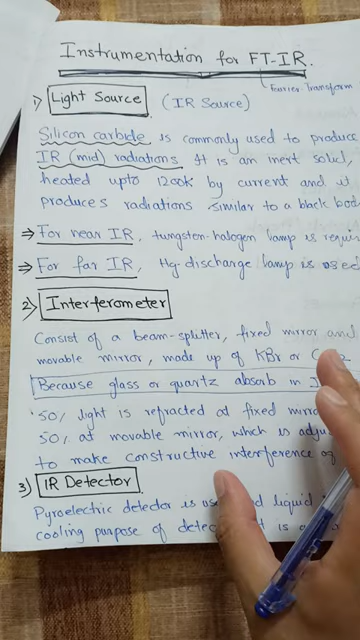 Instrumentation for FT-IR.
Fourier Transform
1) Light Source (IR Source)
Silicon carbide is commonly used to produce
IR (mid) radiations. It is an inert solid,
heated upto 1200K by current and it
produces radiations similar to a black bod
⇒ For near IR, tungsten-halogen lamp is requi
⇒ For far IR, Hg-discharge lamp is used
2) Interferometer
Consist of a beam-splitter, fixed mirror and
movable mirror, made up of KBr or
Because glass or quartz absorb in
50% light is refracted at fixed mirro
50% at movable mirror, which is adju
to make constructive interference of
3) IR Detector
Pyroelectric detector is use liquid
cooling purpose of detec is a